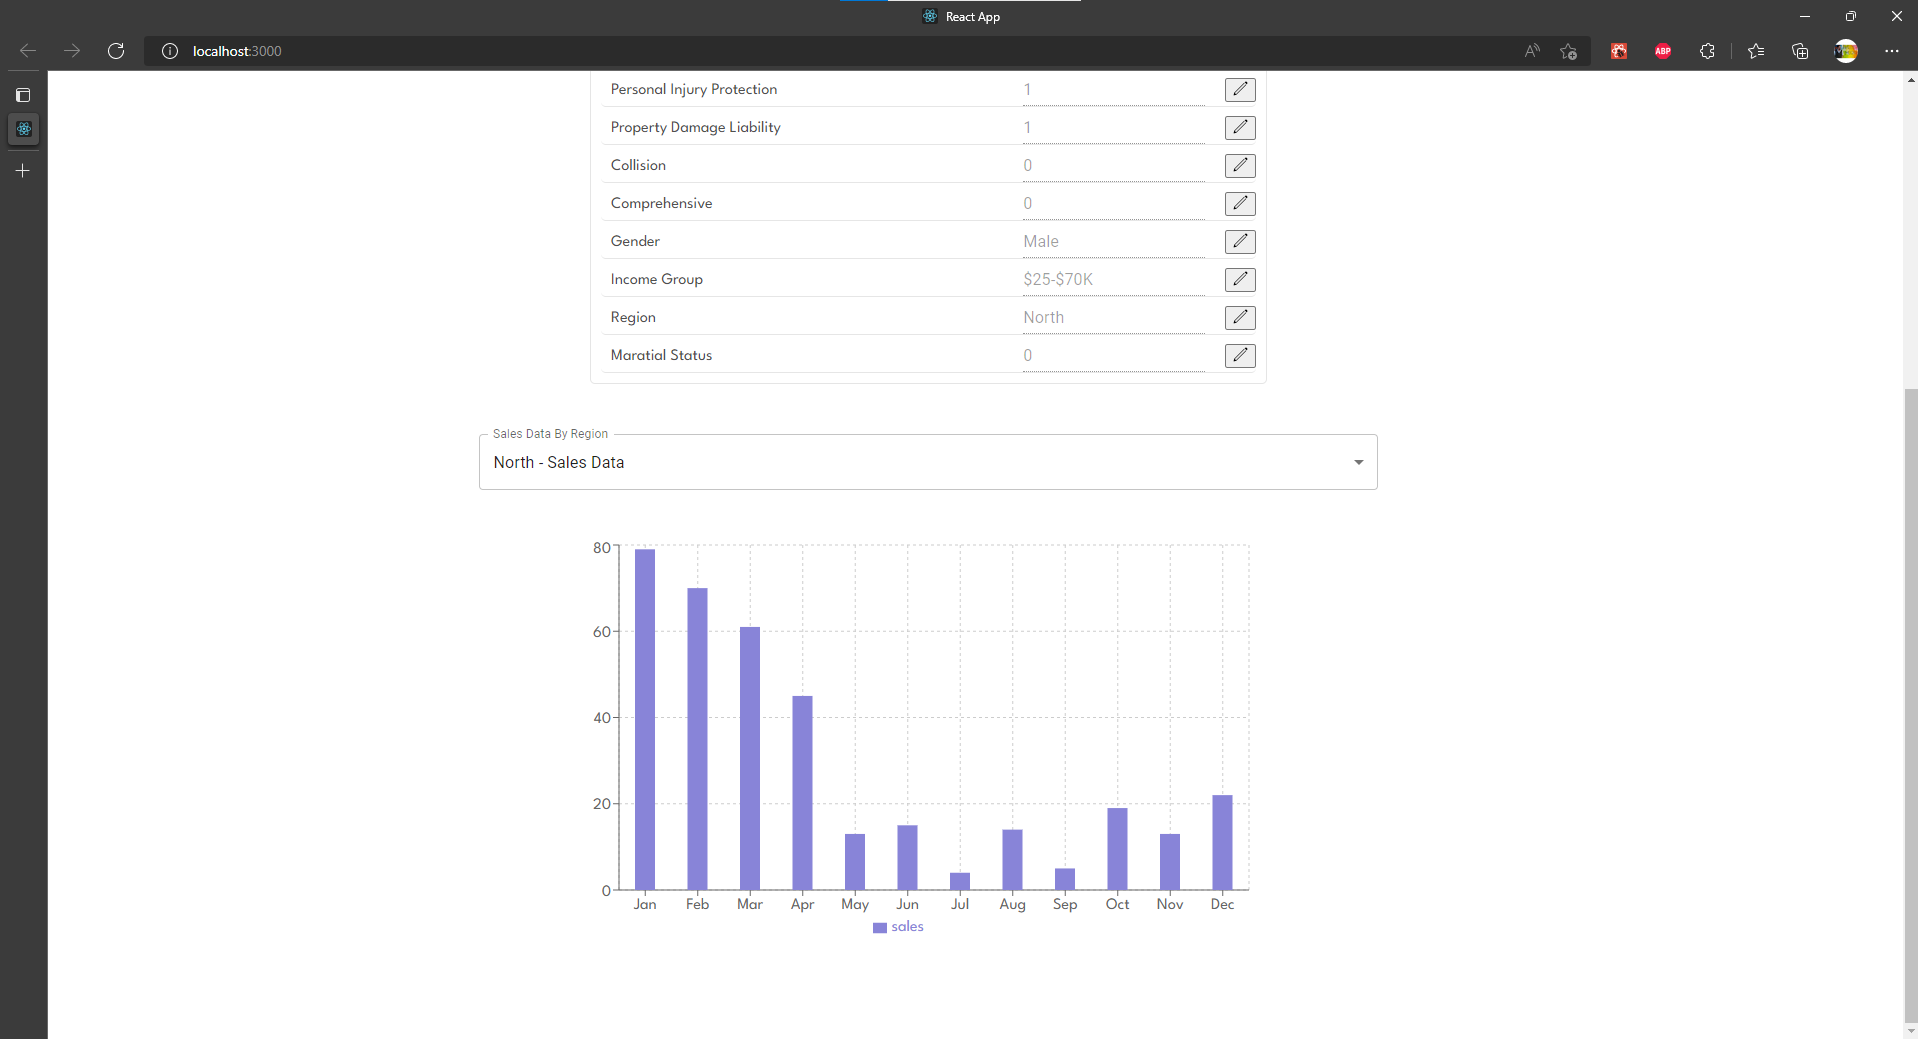 React App
localhost:3000
A
ABP
Personal Injury Protection 1
Property Damage Liability 1
Collision 0
Comprehensive 0
Gender Male
Income Group $25-$70K
Region North
Maratial Status 0
Sales Data By Region
North - Sales Data
80
60
40
20
0
Jan Feb Mar Apr May Jun Jul Aug Sep Oct Nov Dec
sales